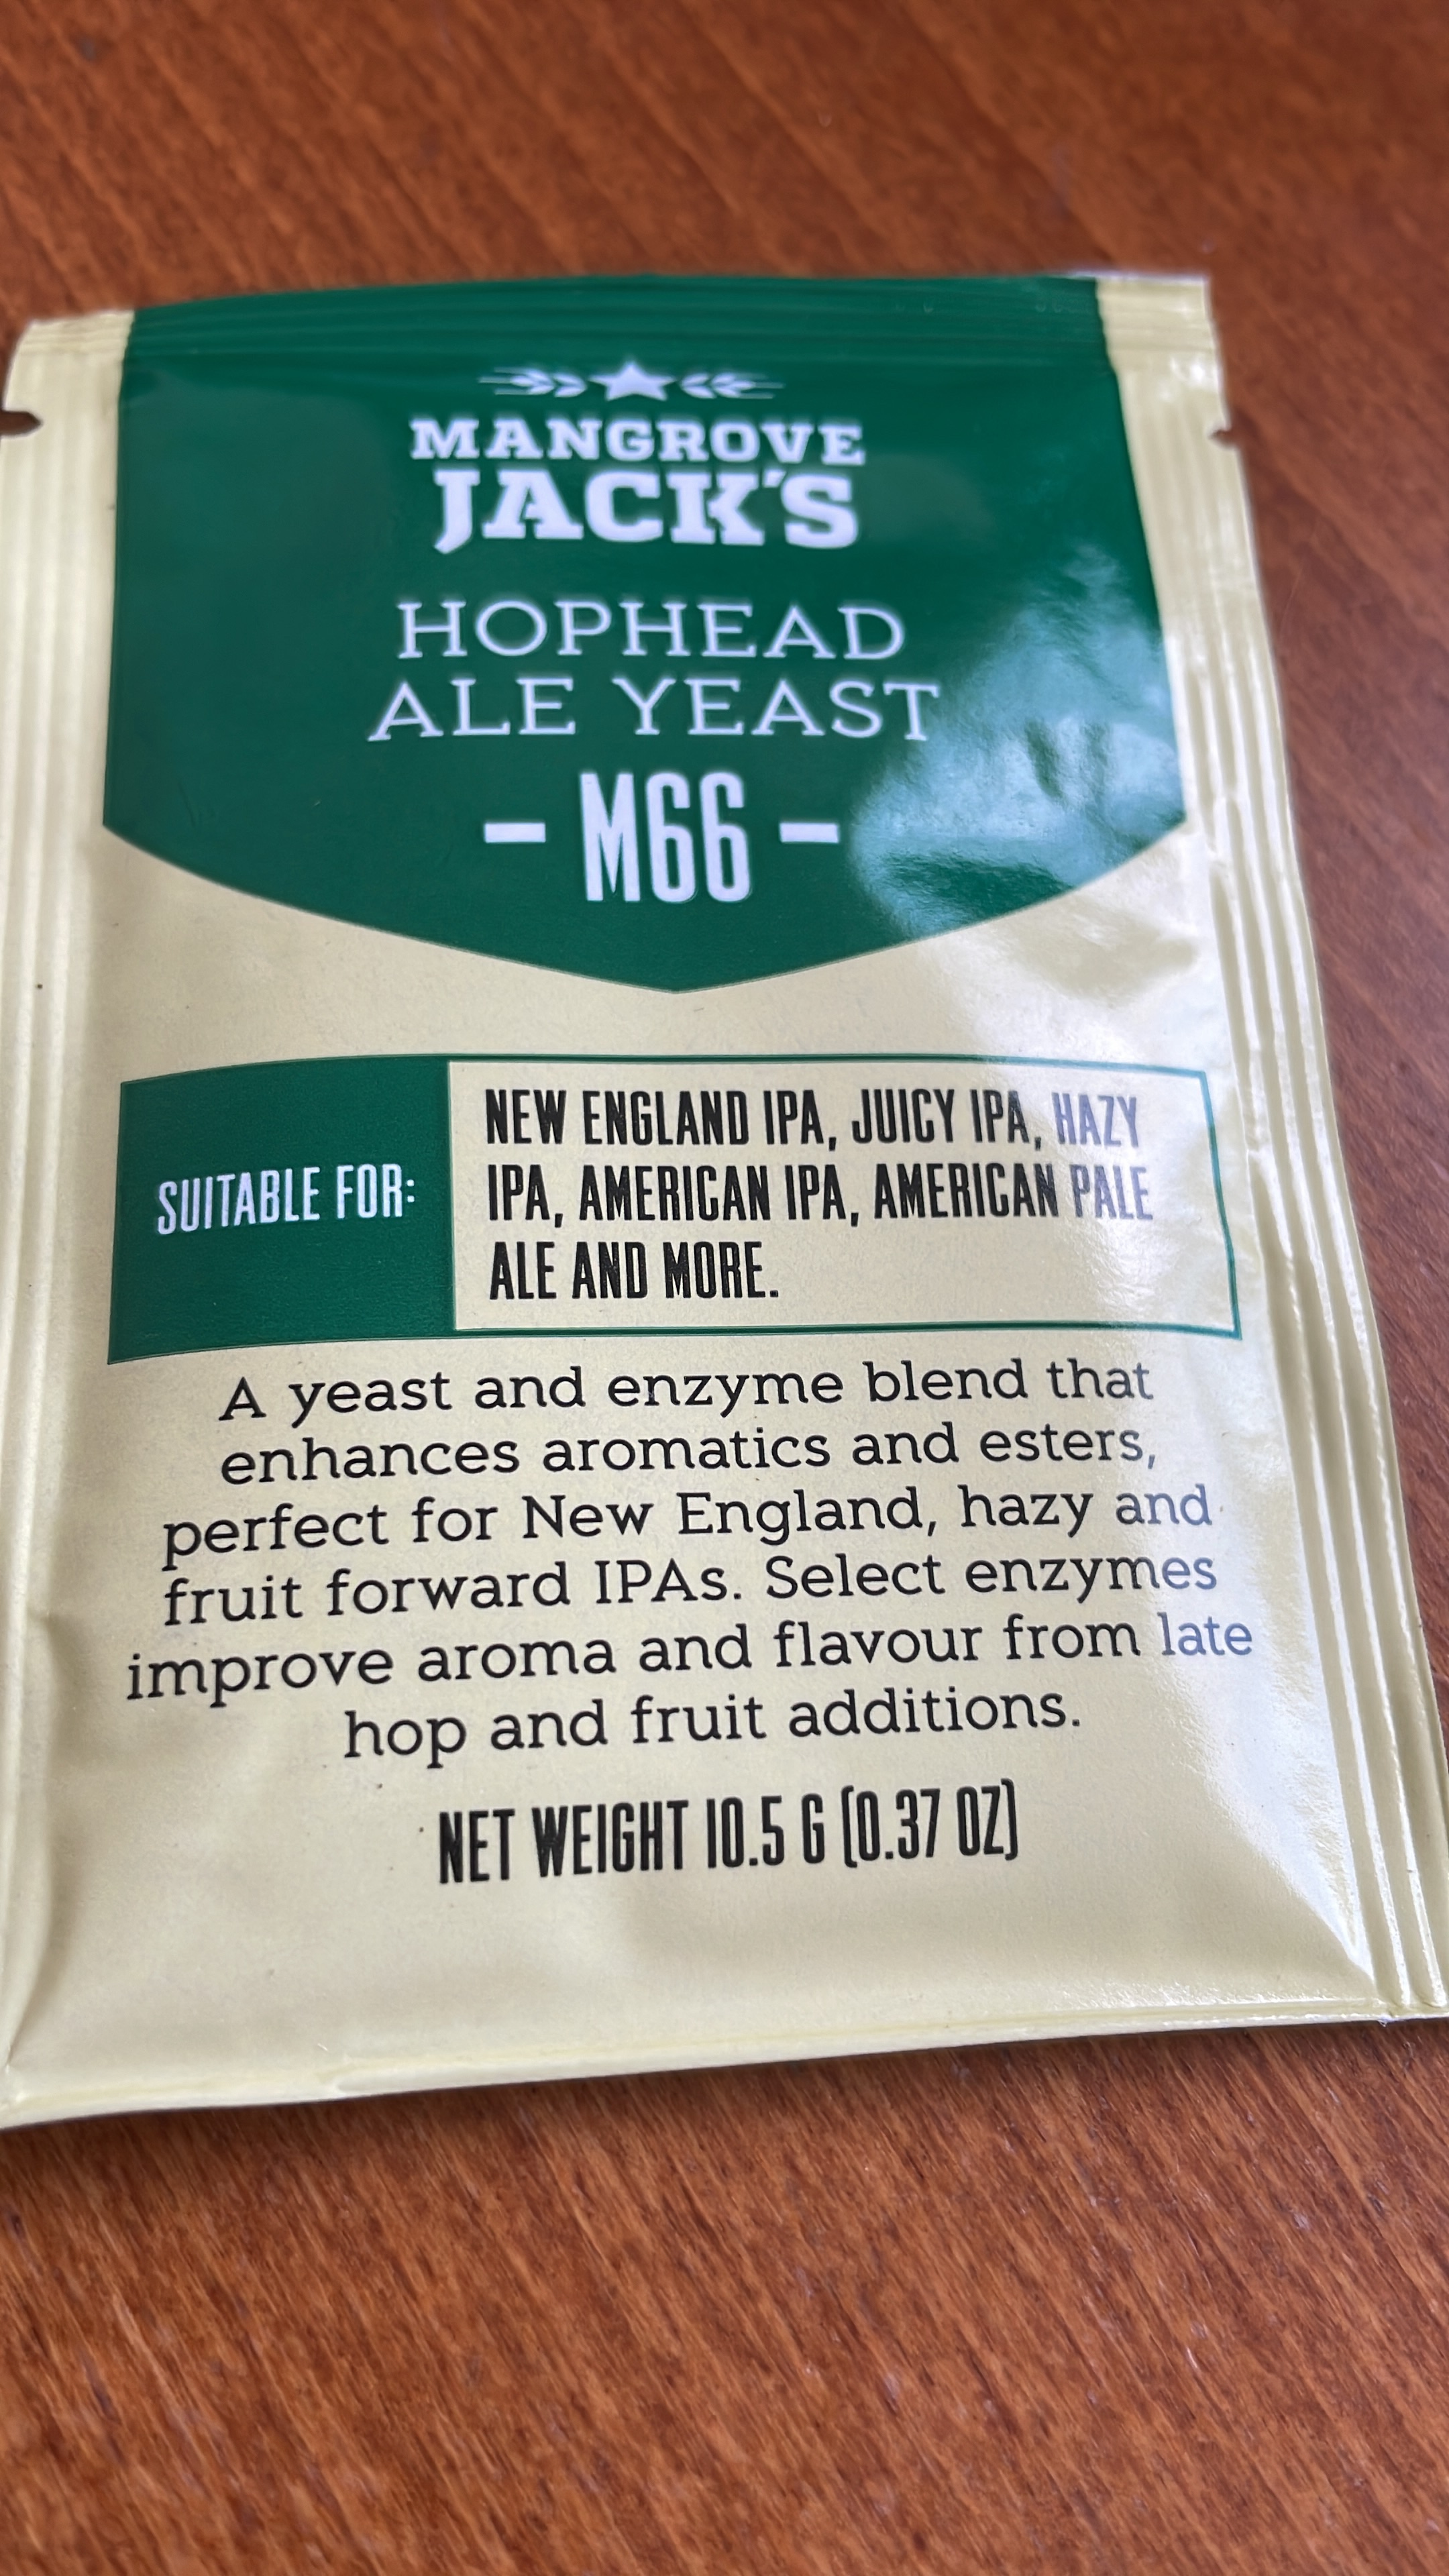 MANGROVE
JACK'S
HOPHEAD
ALE YEAST
– M66 –
SUITABLE FOR:
NEW ENGLAND IPA, JUICY IPA, HAZY
IPA, AMERICAN IPA, AMERICAN PALE
ALE AND MORE.
A yeast and enzyme blend that
enhances aromatics and esters,
perfect for New England, hazy and
fruit forward IPAs. Select enzymes
improve aroma and flavour from late
hop and fruit additions.
NET WEIGHT 10.5 G (0.37 OZ)